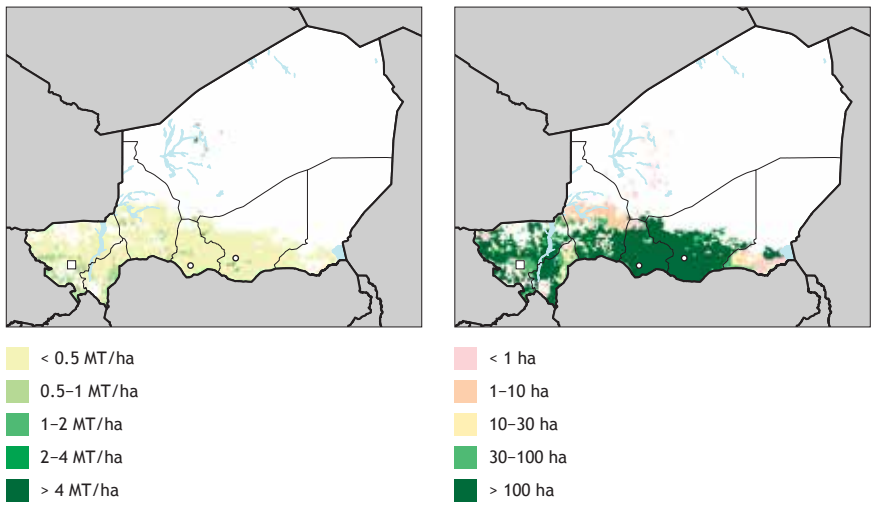 < 0.5 MT/ha
0.5–1 MT/ha
1–2 MT/ha
2–4 MT/ha
> 4 MT/ha
< 1 ha
1–10 ha
10–30 ha
30–100 ha
> 100 ha